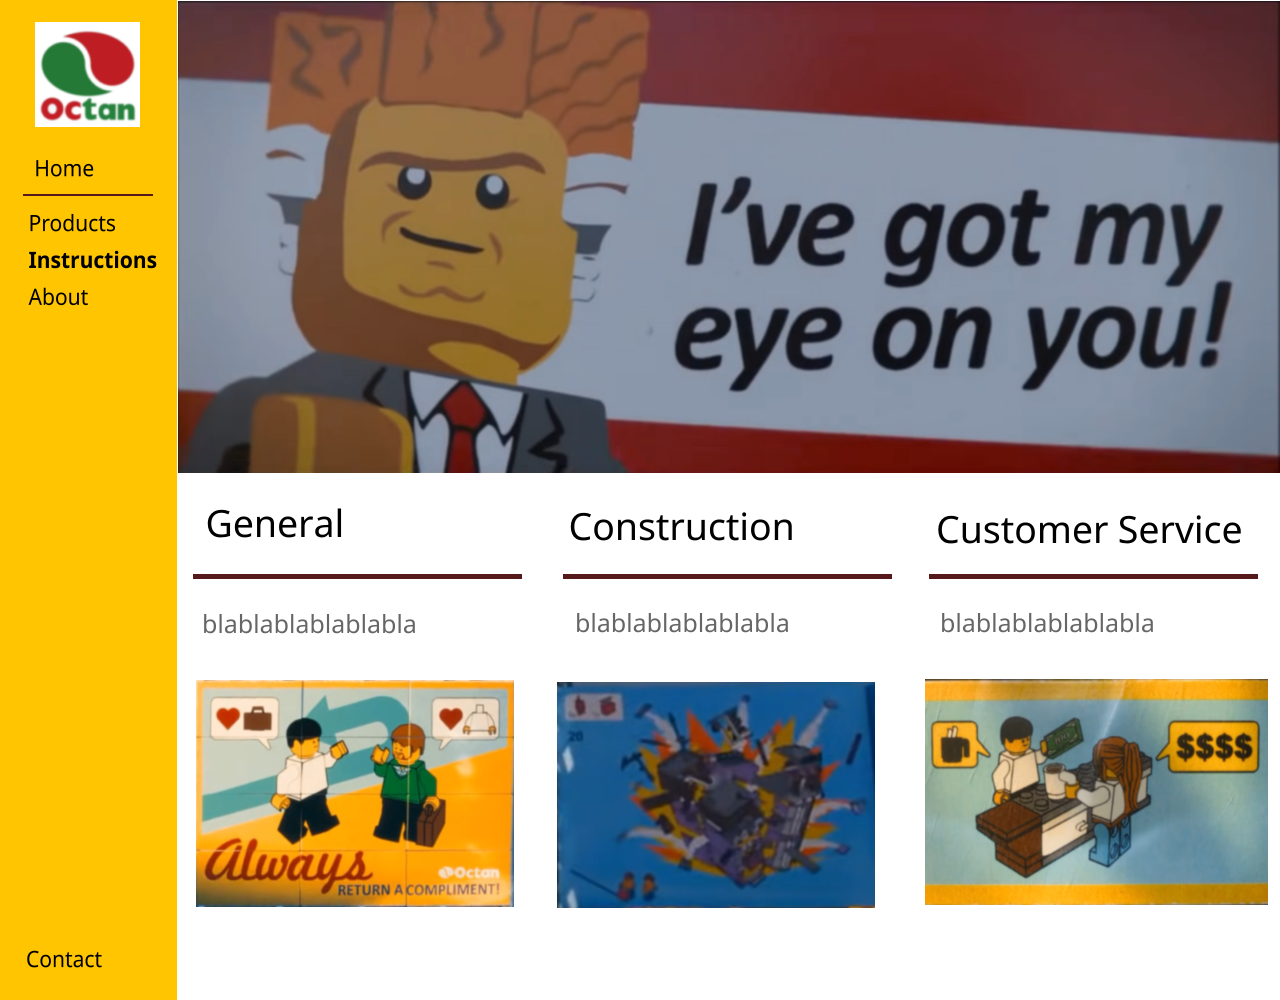 Octan
Home
Products
Instructions
About
Contact
I've got my
eye on you!
General
Construction
Customer Service
blablablablablabla
blablablablablabla
blablablablablabla
Always
Octan
RETURN A COMPLIMENT!
20
$$$$